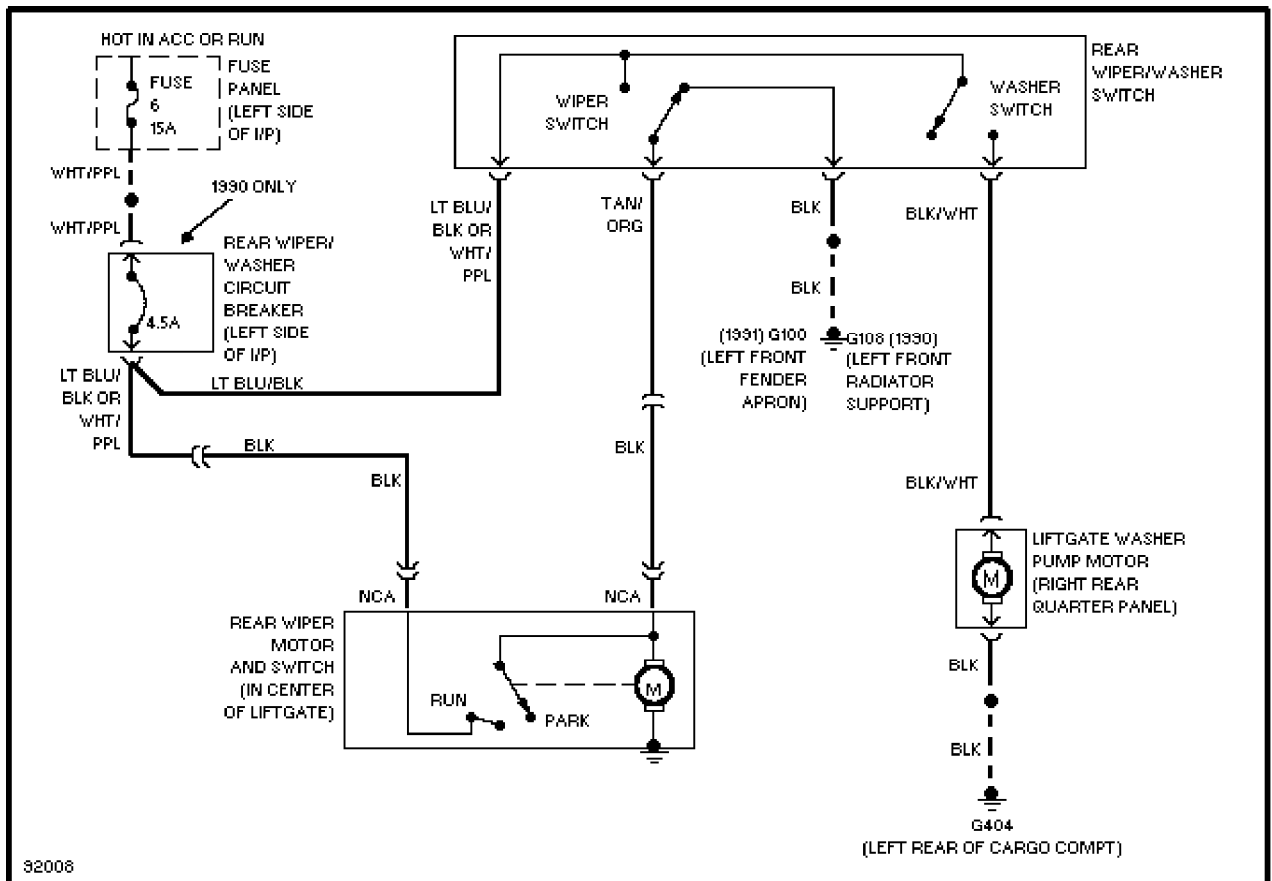 HOT IN ACC OR RUN
FUSE
6
15A
FUSE
PANEL
(LEFT SIDE
OF I/P)
WHT/PPL
1990 ONLY
WHT/PPL
REAR WIPER/
WASHER
CIRCUIT
BREAKER
(LEFT SIDE
OF I/P)
4.5A
LT BLU/
BLK OR
WHT/
PPL
LT BLU/BLK
BLK
BLK
REAR
WIPER/WASHER
SWITCH
WIPER
SWITCH
WASHER
SWITCH
LT BLU/
BLK OR
WHT/
PPL
TAN/
ORG
BLK
BLK/WHT
BLK
(1991) G100
(LEFT FRONT
FENDER
APRON)
G108 (1990)
(LEFT FRONT
RADIATOR
SUPPORT)
BLK
BLK/WHT
LIFTGATE WASHER
PUMP MOTOR
(RIGHT REAR
QUARTER PANEL)
M
NCA
NCA
REAR WIPER
MOTOR
AND SWITCH
(IN CENTER
OF LIFTGATE)
RUN
PARK
M
BLK
BLK
G404
(LEFT REAR OF CARGO COMPT)
92008